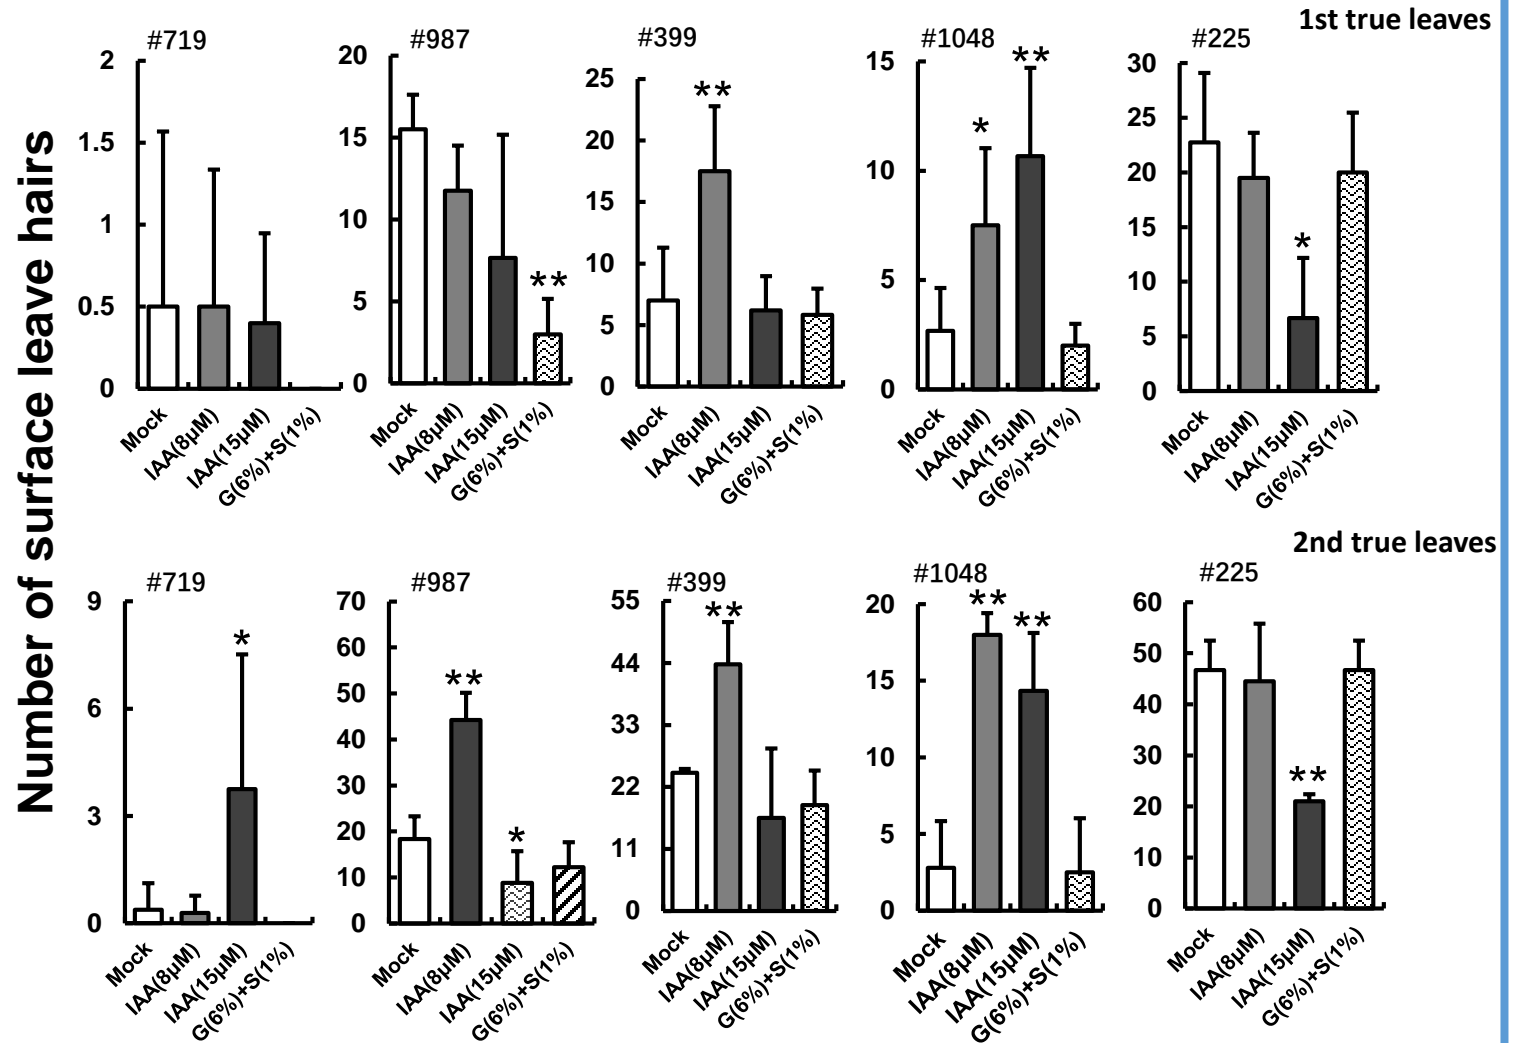 1st true leaves
Number of surface leave hairs
#719
2
1.5
1
0.5
0
Mock
IAA(8µM)
IAA(15µM)
G(6%)+S(1%)
#987
20
15
10
5
0
Mock
IAA(8µM)
IAA(15µM)
G(6%)+S(1%)
#399
25
20
15
10
5
0
**
Mock
IAA(8µM)
IAA(15µM)
G(6%)+S(1%)
#1048
15
10
5
0
*
**
Mock
IAA(8µM)
IAA(15µM)
G(6%)+S(1%)
#225
30
25
20
15
10
5
0
*
Mock
IAA(8µM)
IAA(15µM)
G(6%)+S(1%)
**
2nd true leaves
#719
9
6
3
0
*
Mock
IAA(8µM)
IAA(15µM)
G(6%)+S(1%)
#987
70
60
50
40
30
20
10
0
**
*
Mock
IAA(8µM)
IAA(15µM)
G(6%)+S(1%)
#399
55
44
33
22
11
0
**
Mock
IAA(8µM)
IAA(15µM)
G(6%)+S(1%)
#1048
20
15
10
5
0
**
**
Mock
IAA(8µM)
IAA(15µM)
G(6%)+S(1%)
#225
60
50
40
30
20
10
0
**
Mock
IAA(8µM)
IAA(15µM)
G(6%)+S(1%)